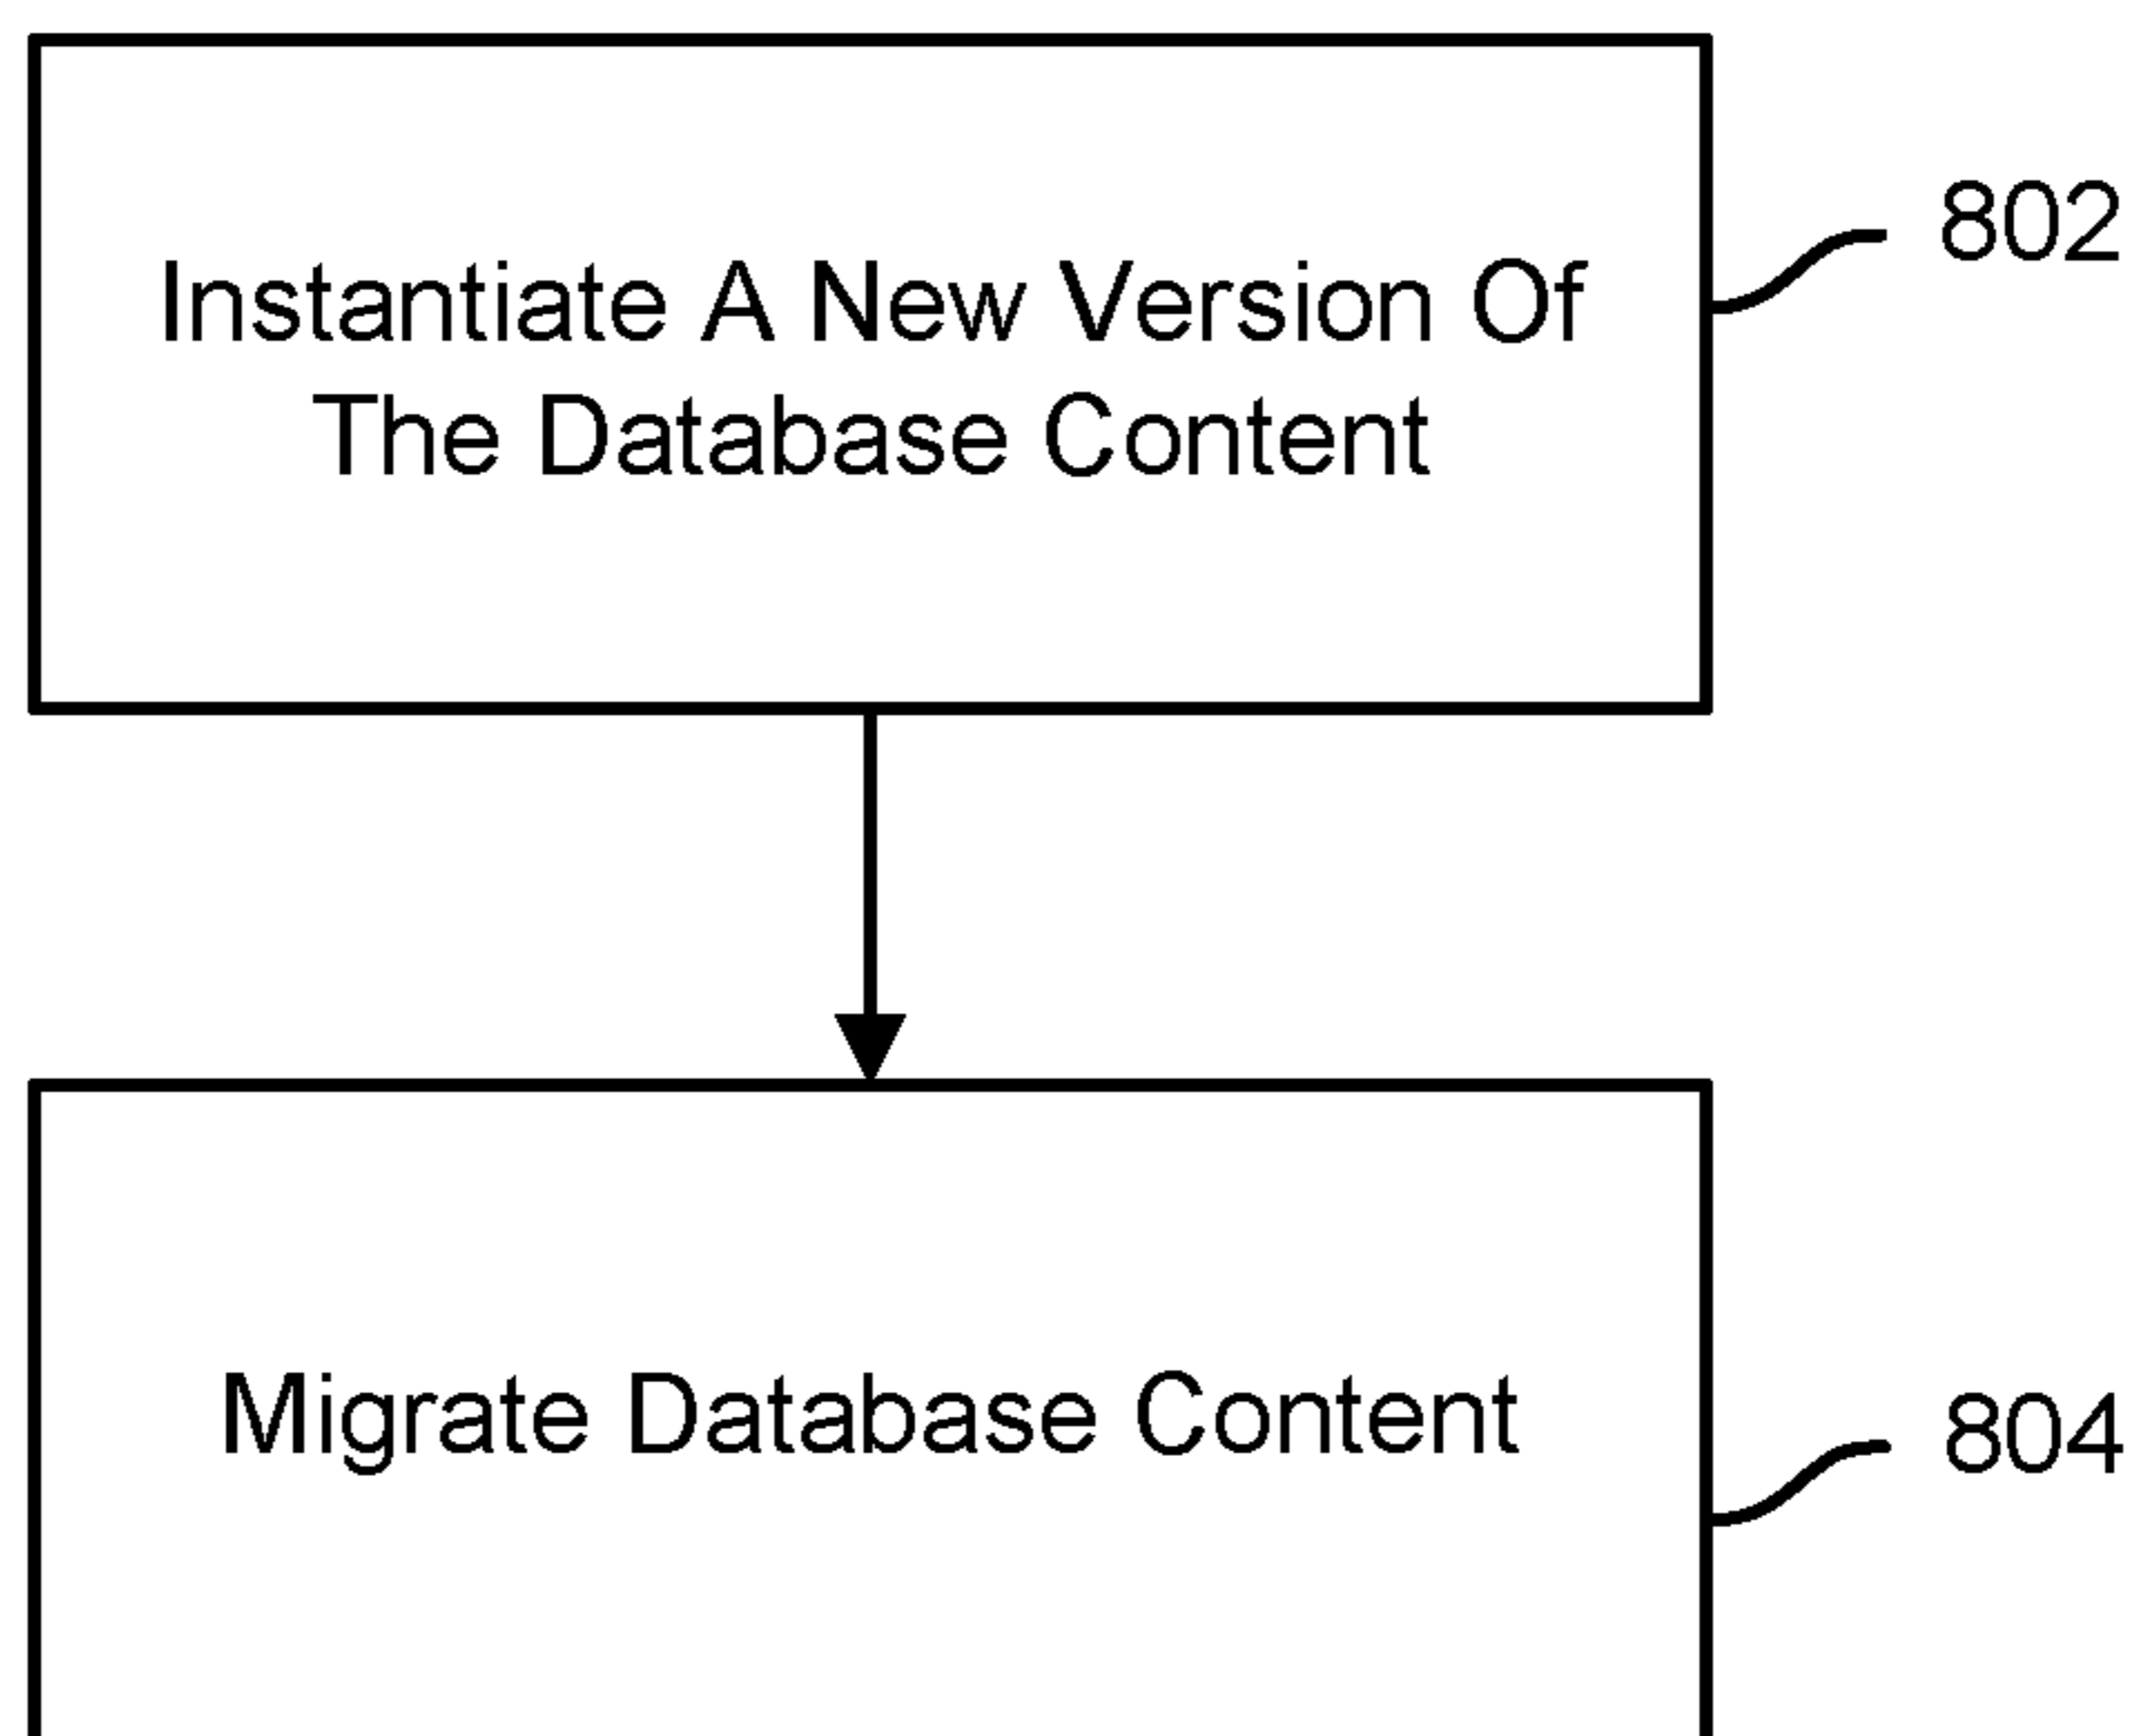 Instantiate A New Version Of
The Database Content
802
Migrate Database Content
804